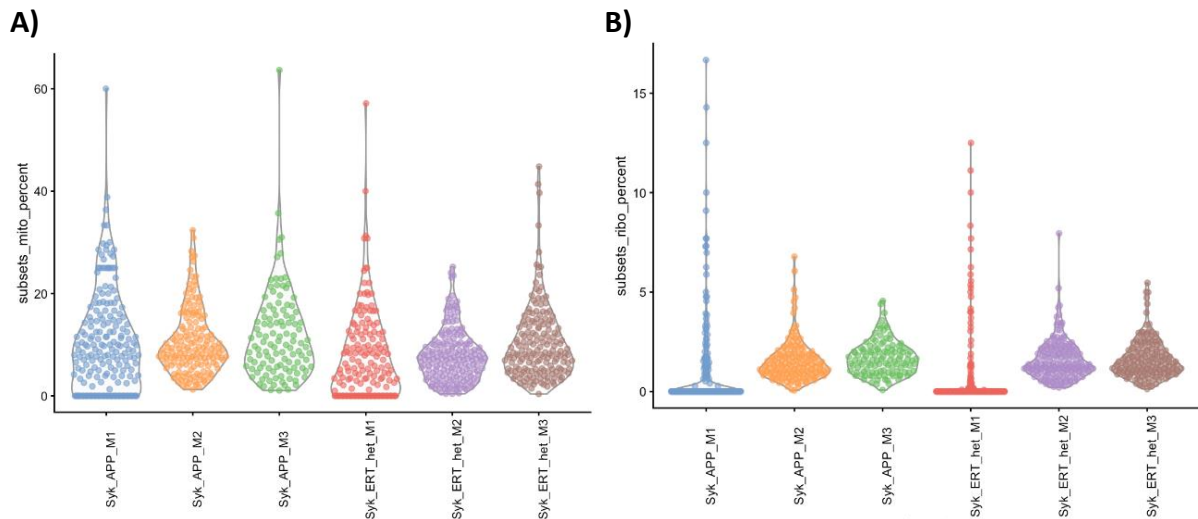 A)
B)
subsets_mito_percent
60
40
20
0
Syk_APP_M1
Syk_APP_M2
Syk_APP_M3
Syk_ERT_het_M1
Syk_ERT_het_M2
Syk_ERT_het_M3
subsets_ribo_percent
15
10
5
0
Syk_APP_M1
Syk_APP_M2
Syk_APP_M3
Syk_ERT_het_M1
Syk_ERT_het_M2
Syk_ERT_het_M3